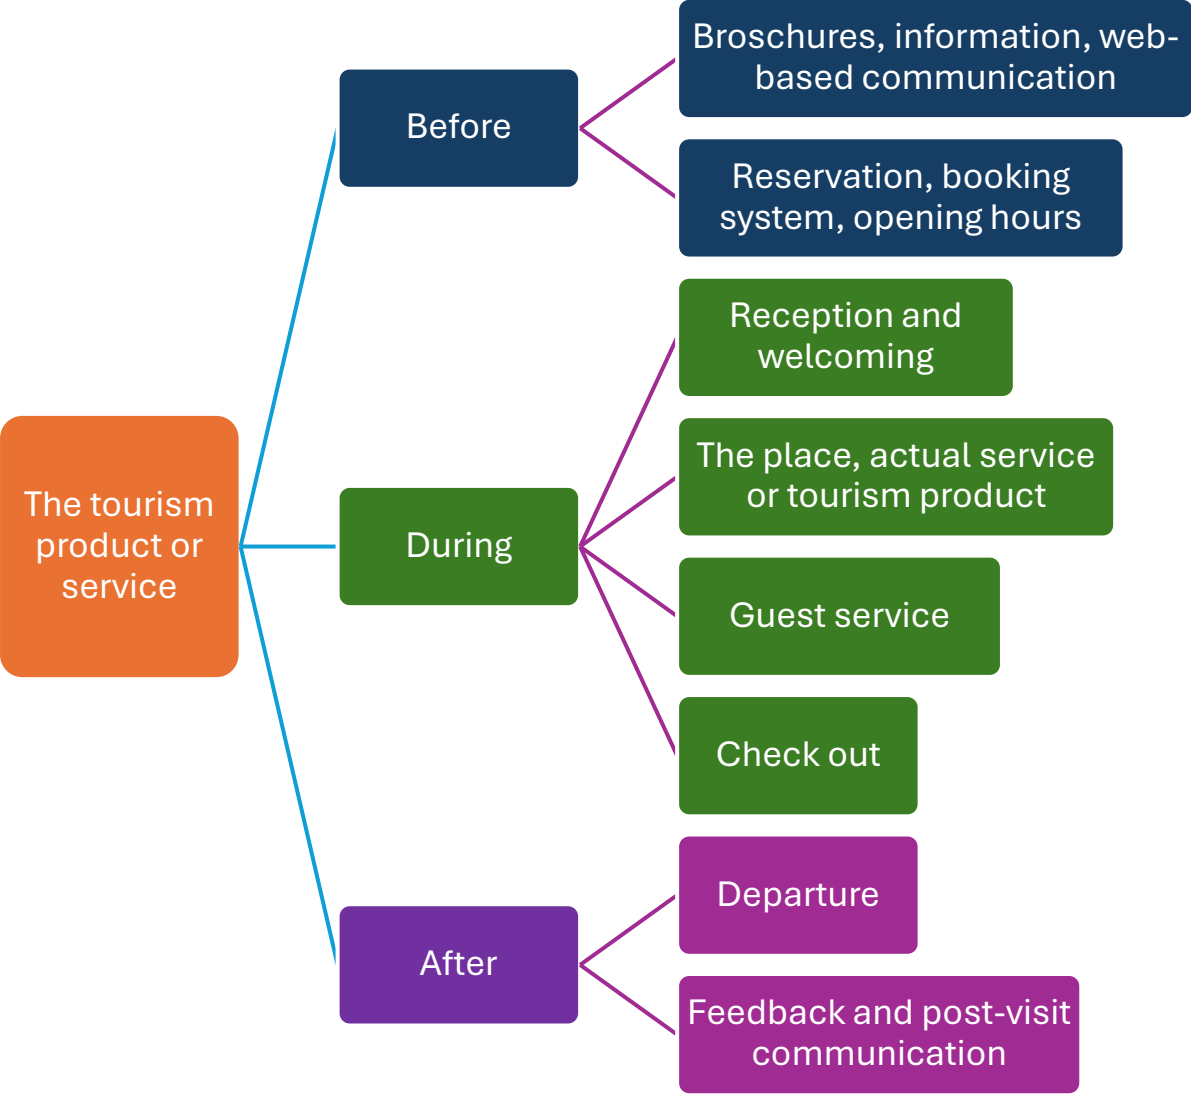 Broschures, information, web-
based communication
Before
Reservation, booking
system, opening hours
Reception and
welcoming
The place, actual service
or tourism product
The tourism
product or
service
During
Guest service
Check out
Departure
After
Feedback and post-visit
communication